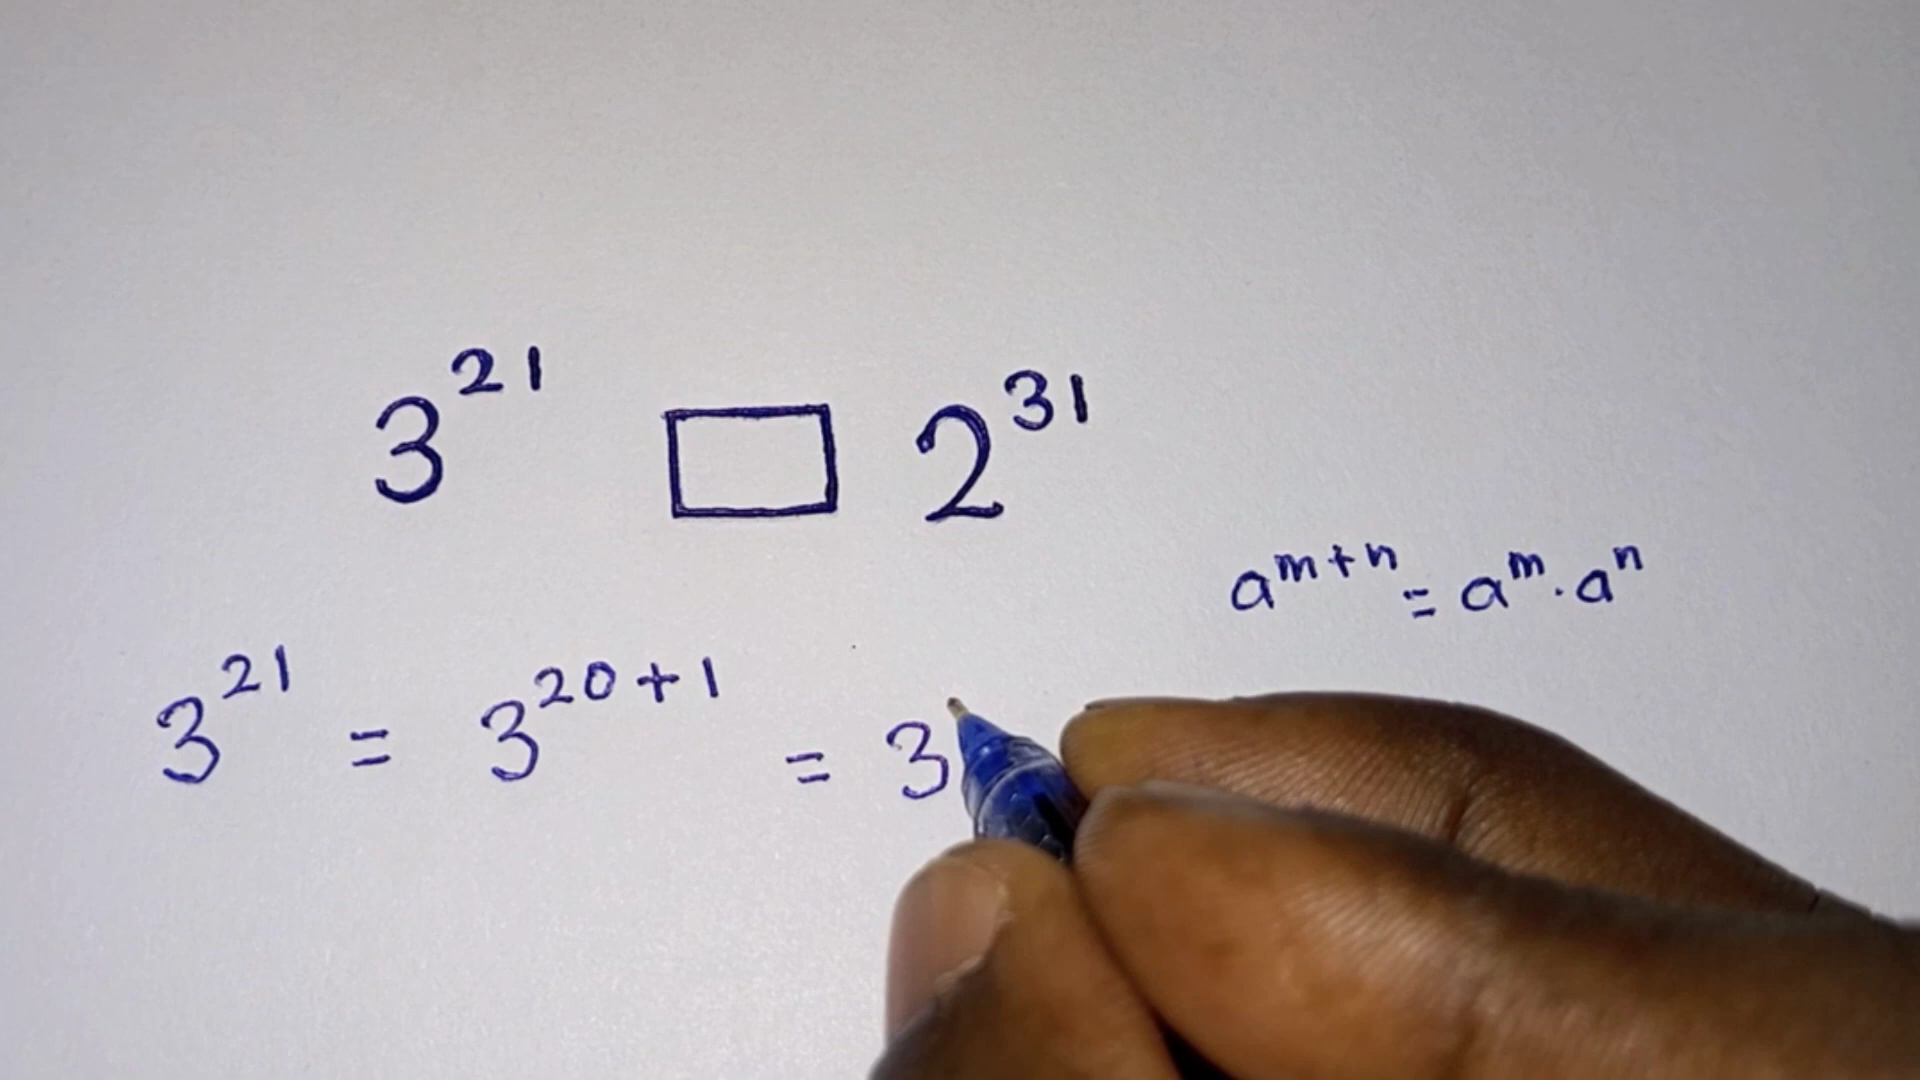 3^21 □ 2^31
a^m+n = a^m · a^n
3^21 = 3^20+1 = 3